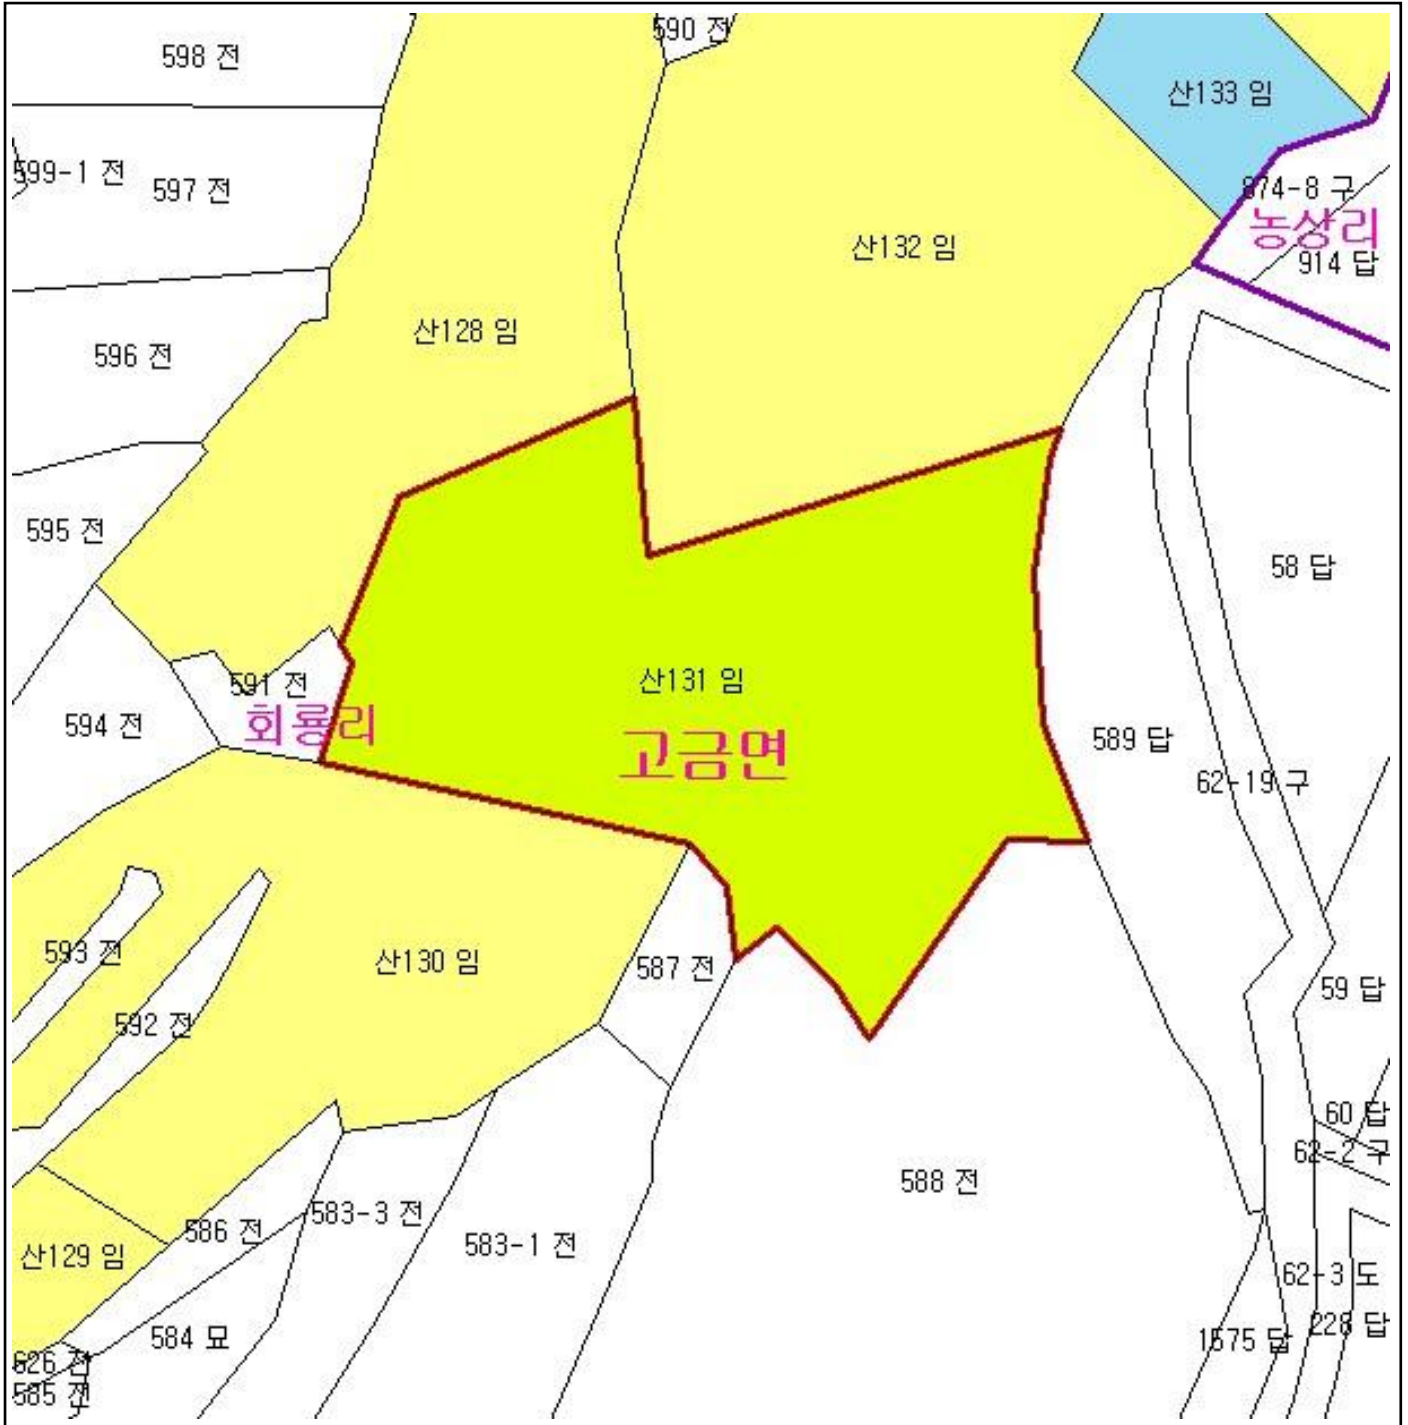 590 전
598 전
산133 임
599-1 전
597 전
874-8 구
농상리
산132 임
914 답
산128 임
596 전
595 전
58 답
산131 임
591 전
회룡리
594 전
고금면
589 답
62-19 구
593 전
산130 임
587 전
59 답
592 전
60 답
62-2 구
588 전
583-3 전
586 전
583-1 전
산129 임
62-3 도
228 답
584 묘
1575 답
626 전
585 전